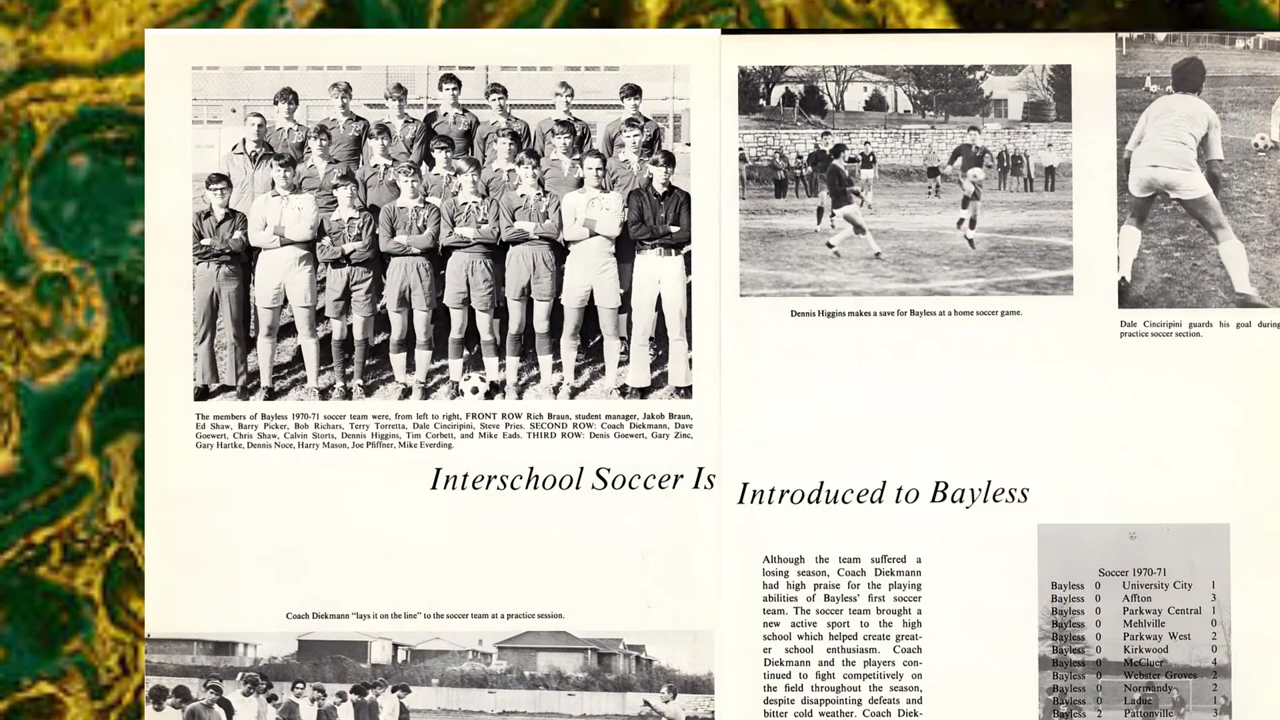 The members of Bayless 1970-71 soccer team were, from left to right, FRONT ROW Rich Braun, student manager, Jakob Braun,
Ed Shaw, Barry Picker, Bob Richars, Terry Torretta, Dale Cinciripini, Steve Pries. SECOND ROW: Coach Diekmann, Dave
Goewert, Chris Shaw, Calvin Storts, Dennis Higgins, Tim Corbett, and Mike Eads. THIRD ROW: Denis Goewert, Gary Zinc,
Gary Hartke, Dennis Noce, Harry Mason, Joe Pfiffner, Mike Everding.
Interschool Soccer Is
Coach Diekmann "lays it on the line" to the soccer team at a practice session.
Dennis Higgins makes a save for Bayless at a home soccer game.
Dale Cinciripini guards his goal during
practice soccer section.
Introduced to Bayless
Although the team suffered a
losing season, Coach Diekmann
had high praise for the playing
abilities of Bayless' first soccer
team. The soccer team brought a
new active sport to the high
school which helped create great-
er school enthusiasm. Coach
Diekmann and the players con-
tinued to fight competitively on
the field throughout the season,
despite disappointing defeats and
bitter cold weather. Coach Diek-
Soccer 1970-71
Bayless 0 University City 1
Bayless 0 Affton 3
Bayless 0 Parkway Central 1
Bayless 0 Mehlville 0
Bayless 0 Parkway West 2
Bayless 0 Kirkwood 0
Bayless 0 McCluer 4
Bayless 0 Webster Groves 2
Bayless 0 Normandy 2
Bayless 0 Ladue 1
Bayless 2 Pattonville 3